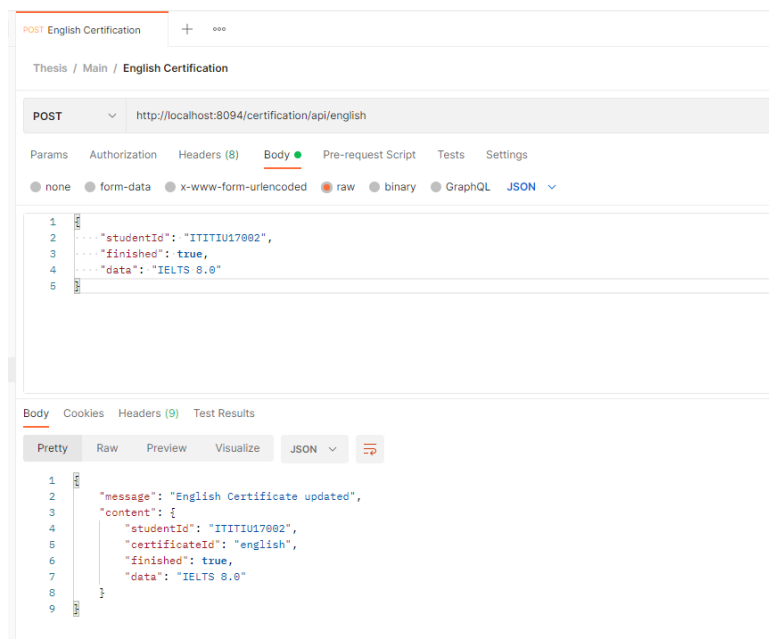 POST English Certification + ooo
Thesis / Main / English Certification
POST http://localhost:8094/certification/api/english
Params Authorization Headers (8) Body Pre-request Script Tests Settings
none form-data x-www-form-urlencoded raw binary GraphQL JSON
1 {
2 ····"studentId":·"ITITIU17002",
3 ····"finished":·true,
4 ····"data":·"IELTS·8.0"
5 }
Body Cookies Headers (9) Test Results
Pretty Raw Preview Visualize JSON
1 {
2 "message": "English Certificate updated",
3 "content": {
4 "studentId": "ITITIU17002",
5 "certificateId": "english",
6 "finished": true,
7 "data": "IELTS 8.0"
8 }
9 }